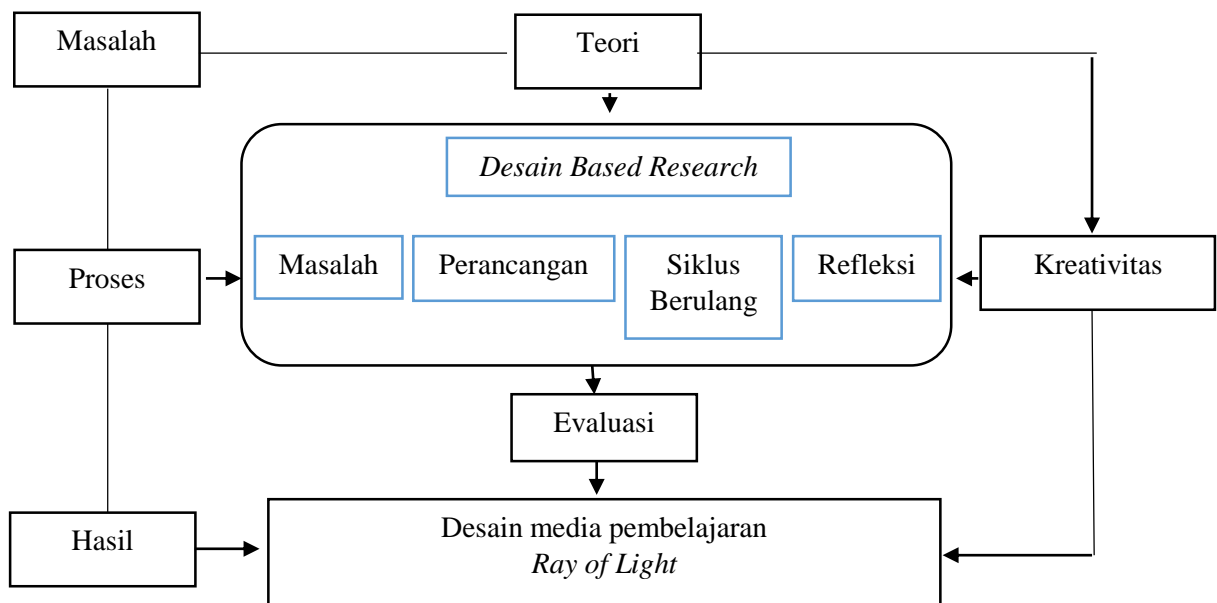 Masalah
Teori
Desain Based Research
Masalah
Perancangan
Siklus
Berulang
Refleksi
Proses
Kreativitas
Evaluasi
Hasil
Desain media pembelajaran
Ray of Light